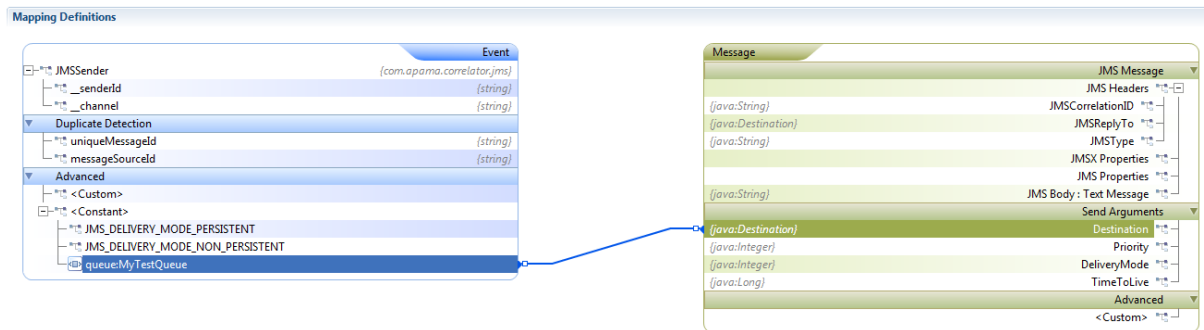 Mapping Definitions
Event
JMSSender {com.apama.correlator.jms}
__senderId {string}
__channel {string}
Duplicate Detection
uniqueMessageId {string}
messageSourceId {string}
Advanced
<Custom>
<Constant>
JMS_DELIVERY_MODE_PERSISTENT
JMS_DELIVERY_MODE_NON_PERSISTENT
queue:MyTestQueue
Message
JMS Message
JMS Headers
{java:String} JMSCorrelationID
{java:Destination} JMSReplyTo
{java:String} JMSType
JMSX Properties
JMS Properties
{java:String} JMS Body : Text Message
Send Arguments
{java:Destination} Destination
{java:Integer} Priority
{java:Integer} DeliveryMode
{java:Long} TimeToLive
Advanced
<Custom>